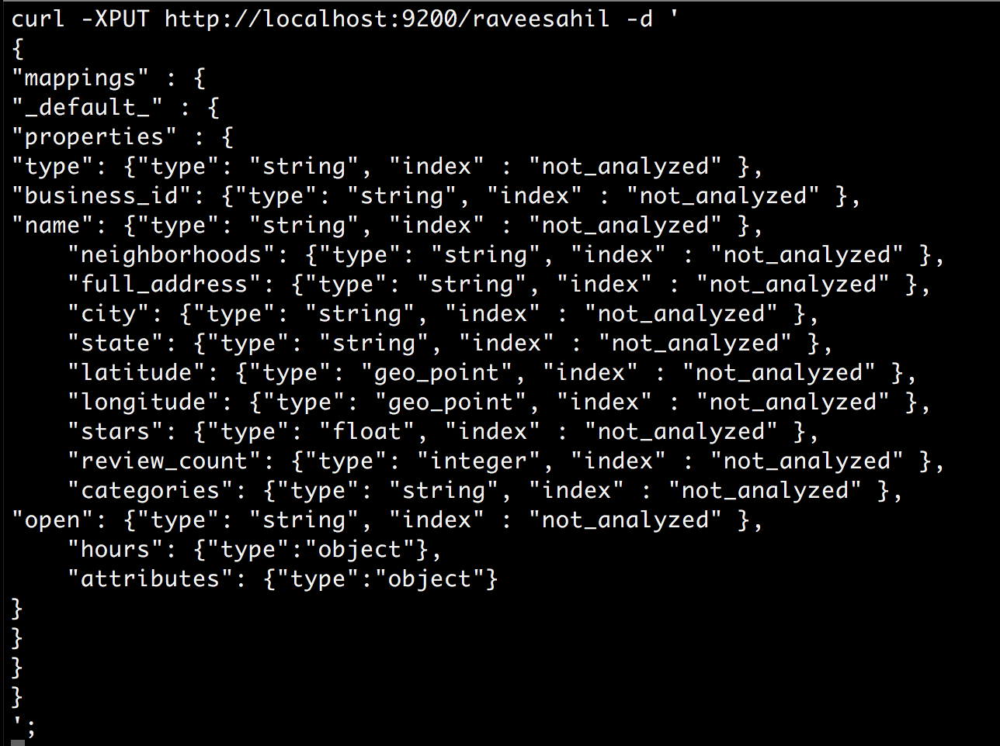 curl -XPUT http://localhost:9200/raveesahil -d '
{
"mappings" : {
"_default_" : {
"properties" : {
"type": {"type": "string", "index" : "not_analyzed" },
"business_id": {"type": "string", "index" : "not_analyzed" },
"name": {"type": "string", "index" : "not_analyzed" },
    "neighborhoods": {"type": "string", "index" : "not_analyzed" },
    "full_address": {"type": "string", "index" : "not_analyzed" },
    "city": {"type": "string", "index" : "not_analyzed" },
    "state": {"type": "string", "index" : "not_analyzed" },
    "latitude": {"type": "geo_point", "index" : "not_analyzed" },
    "longitude": {"type": "geo_point", "index" : "not_analyzed" },
    "stars": {"type": "float", "index" : "not_analyzed" },
    "review_count": {"type": "integer", "index" : "not_analyzed" },
    "categories": {"type": "string", "index" : "not_analyzed" },
"open": {"type": "string", "index" : "not_analyzed" },
    "hours": {"type":"object"},
    "attributes": {"type":"object"}
}
}
}
}
';